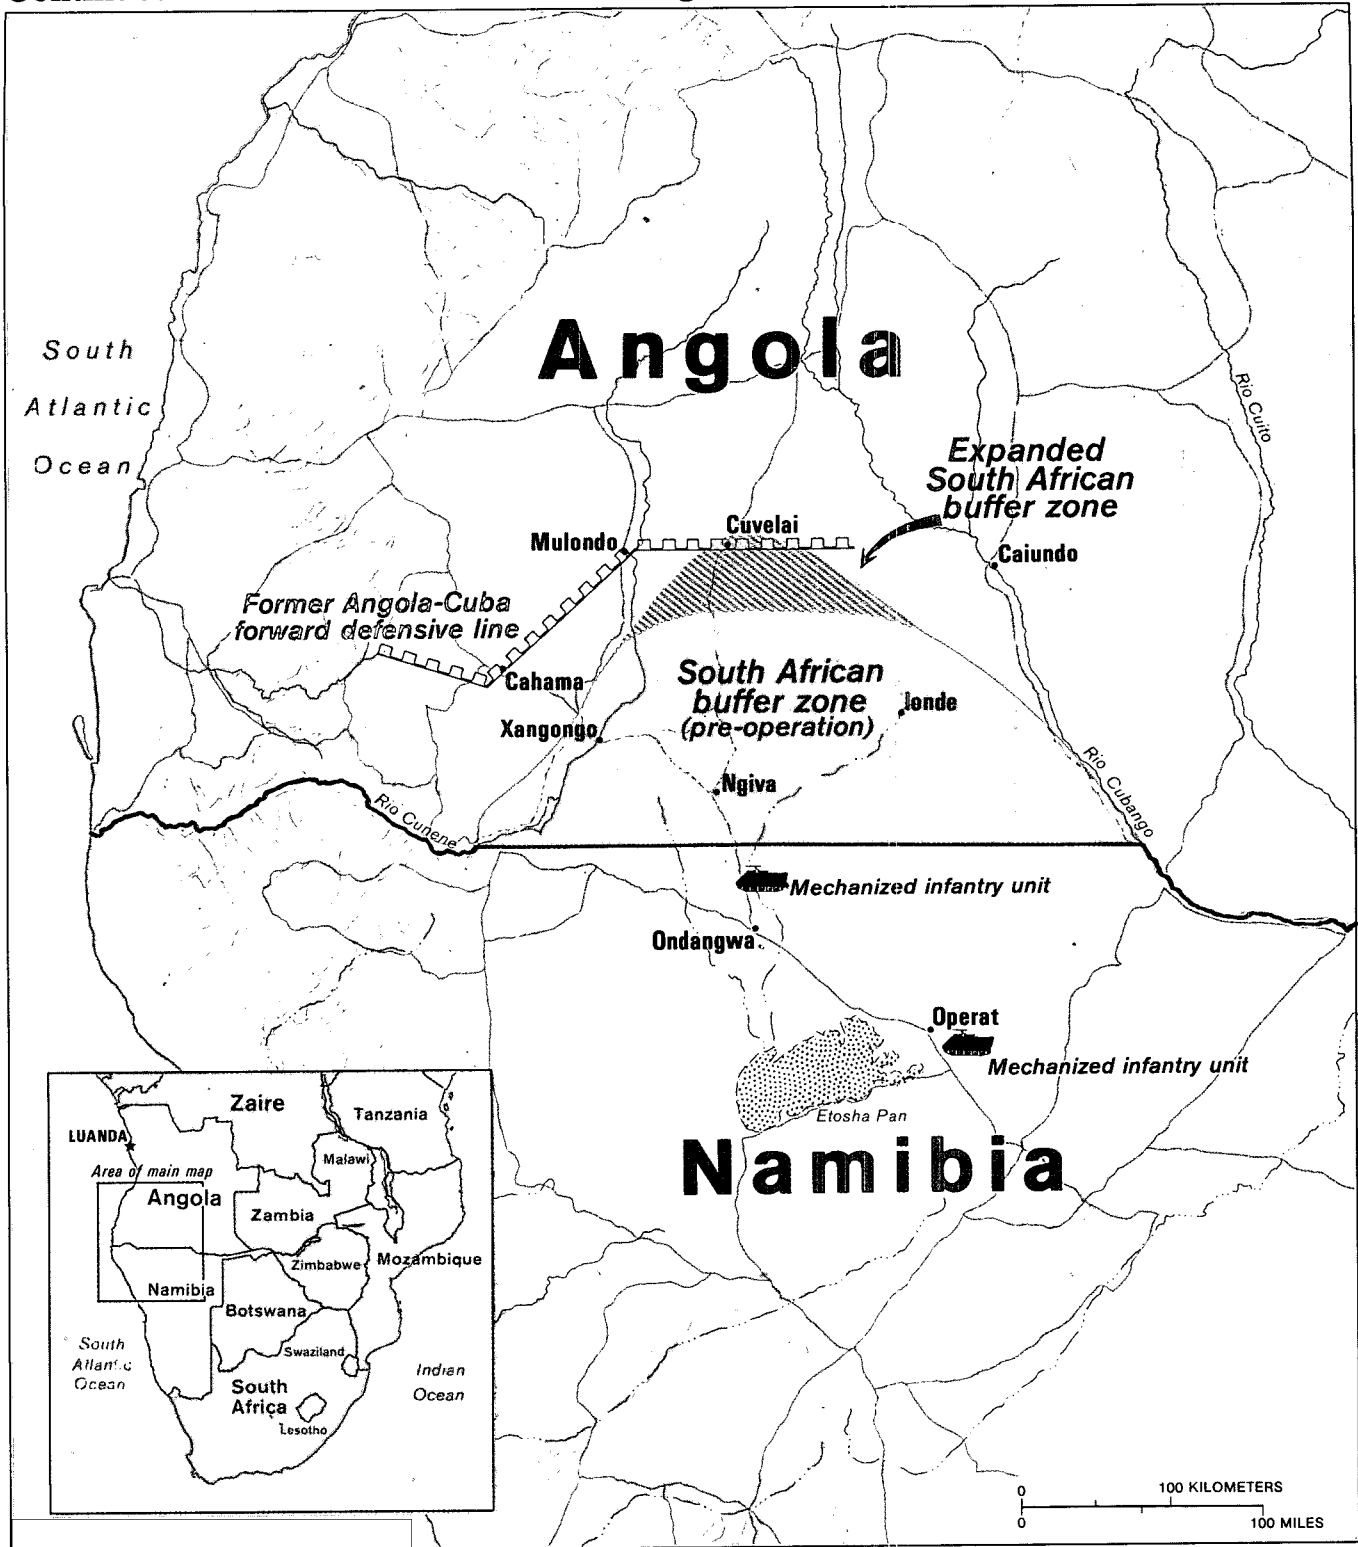 Angola
South
Atlantic
Ocean
Rio Cuito
Expanded
South African
buffer zone
Cuvelai
Mulondo
Caiundo
Former Angola-Cuba
forward defensive line
Cahama
South African
buffer zone
(pre-operation)
Ionde
Xangongo
Ngiva
Rio Cubango
Rio Cunene
Mechanized infantry unit
Ondangwa
Operat
Mechanized infantry unit
Etosha Pan
Namibia
Zaire
Tanzania
LUANDA
Malawi
Area of main map
Angola
Zambia
Mozambique
Zimbabwe
Namibia
Botswana
South
Atlantic
Ocean
Swaziland
Indian
Ocean
South
Africa
Lesotho
0 100 KILOMETERS
0 100 MILES